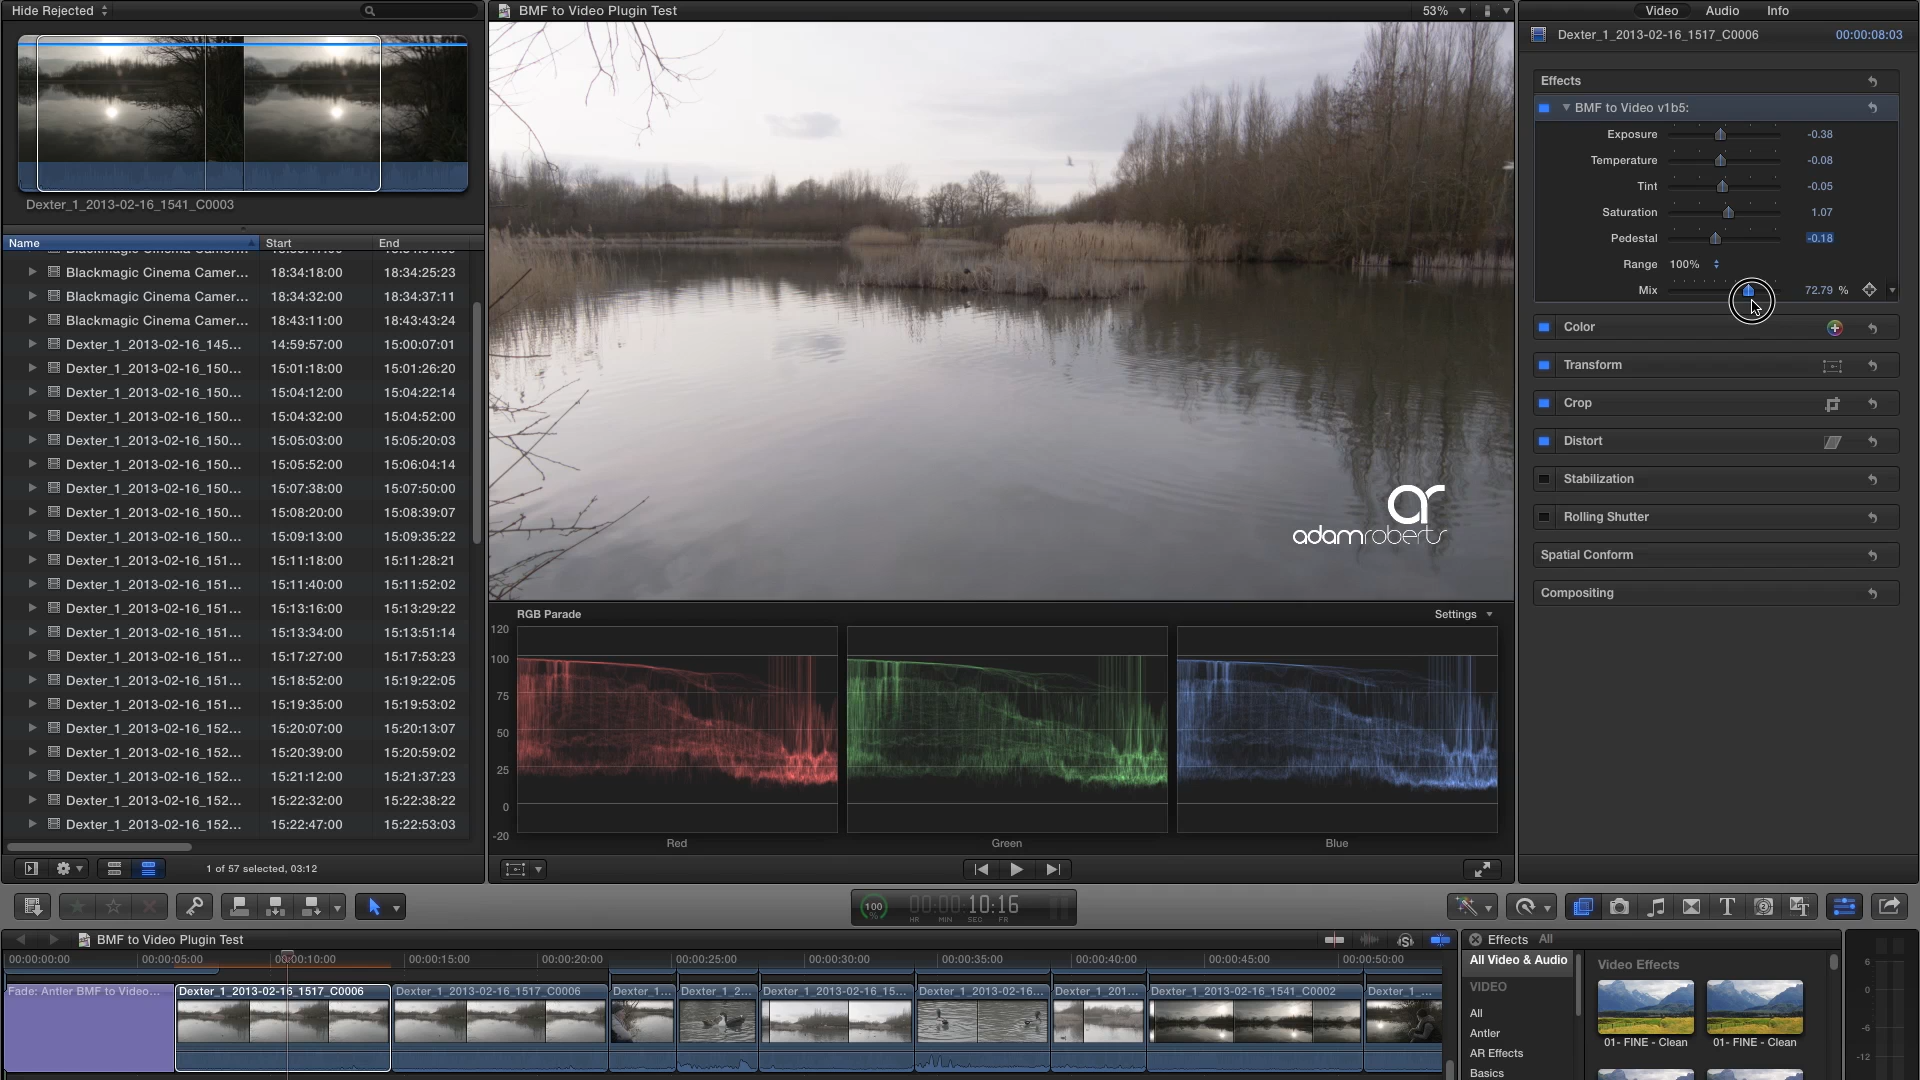 Hide Rejected
Dexter_1_2013-02-16_1541_C0003
Name Start End
Blackmagic Cinema Camer... 18:34:18:00 18:34:25:23
Blackmagic Cinema Camer... 18:34:32:00 18:34:37:11
Blackmagic Cinema Camer... 18:43:11:00 18:43:43:24
Dexter_1_2013-02-16_145... 14:59:57:00 15:00:07:01
Dexter_1_2013-02-16_150... 15:01:18:00 15:01:26:20
Dexter_1_2013-02-16_150... 15:04:12:00 15:04:22:14
Dexter_1_2013-02-16_150... 15:04:32:00 15:04:52:00
Dexter_1_2013-02-16_150... 15:05:03:00 15:05:20:03
Dexter_1_2013-02-16_150... 15:05:52:00 15:06:04:14
Dexter_1_2013-02-16_150... 15:07:38:00 15:07:50:00
Dexter_1_2013-02-16_150... 15:08:20:00 15:08:39:07
Dexter_1_2013-02-16_150... 15:09:13:00 15:09:35:22
Dexter_1_2013-02-16_151... 15:11:18:00 15:11:28:21
Dexter_1_2013-02-16_151... 15:11:40:00 15:11:52:02
Dexter_1_2013-02-16_151... 15:13:16:00 15:13:29:22
Dexter_1_2013-02-16_151... 15:13:34:00 15:13:51:14
Dexter_1_2013-02-16_151... 15:17:27:00 15:17:53:23
Dexter_1_2013-02-16_151... 15:18:52:00 15:19:22:05
Dexter_1_2013-02-16_151... 15:19:35:00 15:19:53:02
Dexter_1_2013-02-16_152... 15:20:07:00 15:20:13:07
Dexter_1_2013-02-16_152... 15:20:39:00 15:20:59:02
Dexter_1_2013-02-16_152... 15:21:12:00 15:21:37:23
Dexter_1_2013-02-16_152... 15:22:32:00 15:22:38:22
Dexter_1_2013-02-16_152... 15:22:47:00 15:22:53:03
1 of 57 selected, 03:12
BMF to Video Plugin Test 53%
ar
adamroberts
RGB Parade Settings
120
100
75
50
25
0
-20
Red Green Blue
Video Audio Info
Dexter_1_2013-02-16_1517_C0006 00:00:08:03
Effects
BMF to Video v1b5:
Exposure -0.38
Temperature -0.08
Tint -0.05
Saturation 1.07
Pedestal -0.18
Range 100%
Mix 72.79 %
Color
Transform
Crop
Distort
Stabilization
Rolling Shutter
Spatial Conform
Compositing
100 % 00:00:10:16
HR MIN SEC FR
BMF to Video Plugin Test
00:00:00:00 00:00:05:00 00:00:10:00 00:00:15:00 00:00:20:00 00:00:25:00 00:00:30:00 00:00:35:00 00:00:40:00 00:00:45:00 00:00:50:00
Fade: Antler BMF to Video... Dexter_1_2013-02-16_1517_C0006 Dexter_1_2013-02-16_1517_C0006 Dexter_1... Dexter_1_2... Dexter_1_2013-02-16_15... Dexter_1_2013-02-16... Dexter_1_201... Dexter_1_2013-02-16_1541_C0002 Dexter_1_...
Effects All
All Video & Audio
VIDEO
All
Antler
AR Effects
Basics
Video Effects
01- FINE - Clean 01- FINE - Clean
6
0
-6
-12